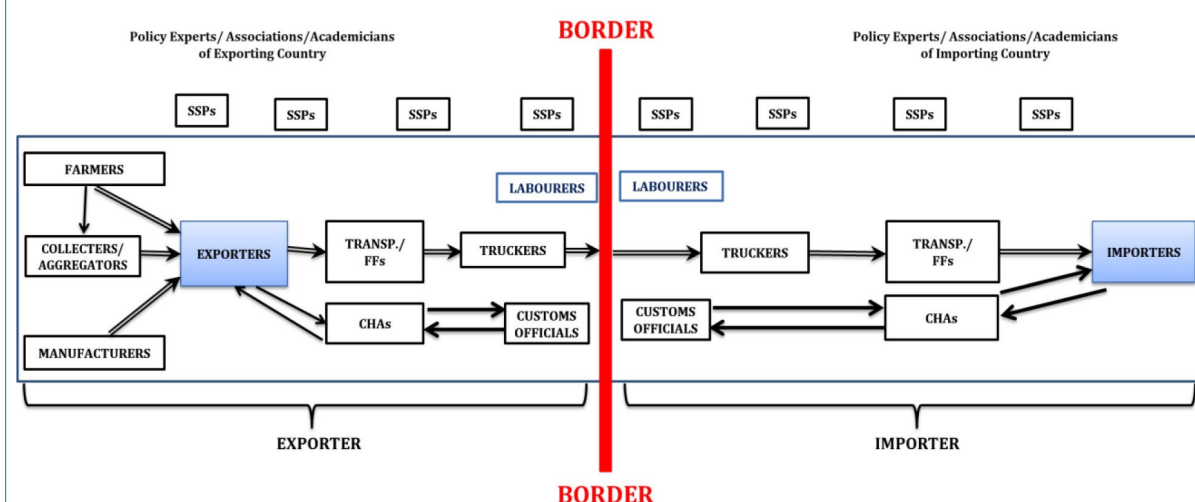 BORDER
Policy Experts/ Associations/Academicians
of Exporting Country
Policy Experts/ Associations/Academicians
of Importing Country
SSPs
SSPs
SSPs
SSPs
SSPs
SSPs
SSPs
SSPs
FARMERS
LABOURERS
LABOURERS
COLLECTERS/
AGGREGATORS
EXPORTERS
TRANSP./
FFs
TRUCKERS
TRUCKERS
TRANSP./
FFs
IMPORTERS
MANUFACTURERS
CHAs
CUSTOMS
OFFICIALS
CUSTOMS
OFFICIALS
CHAs
EXPORTER
IMPORTER
BORDER